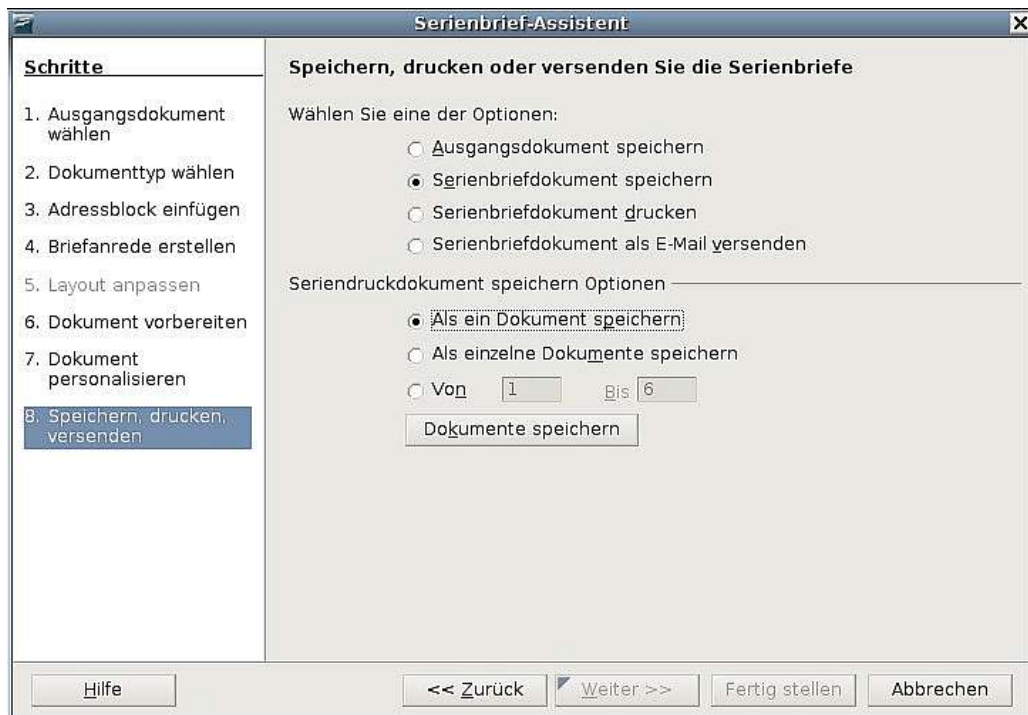 Serienbrief-Assistent
Schritte
1. Ausgangsdokument
wählen
2. Dokumenttyp wählen
3. Adressblock einfügen
4. Briefanrede erstellen
5. Layout anpassen
6. Dokument vorbereiten
7. Dokument
personalisieren
8. Speichern, drucken,
versenden
Speichern, drucken oder versenden Sie die Serienbriefe
Wählen Sie eine der Optionen:
Ausgangsdokument speichern
Serienbriefdokument speichern
Serienbriefdokument drucken
Serienbriefdokument als E-Mail versenden
Seriendruckdokument speichern Optionen
Als ein Dokument speichern
Als einzelne Dokumente speichern
Von 1 Bis 6
Dokumente speichern
Hilfe << Zurück Weiter >> Fertig stellen Abbrechen